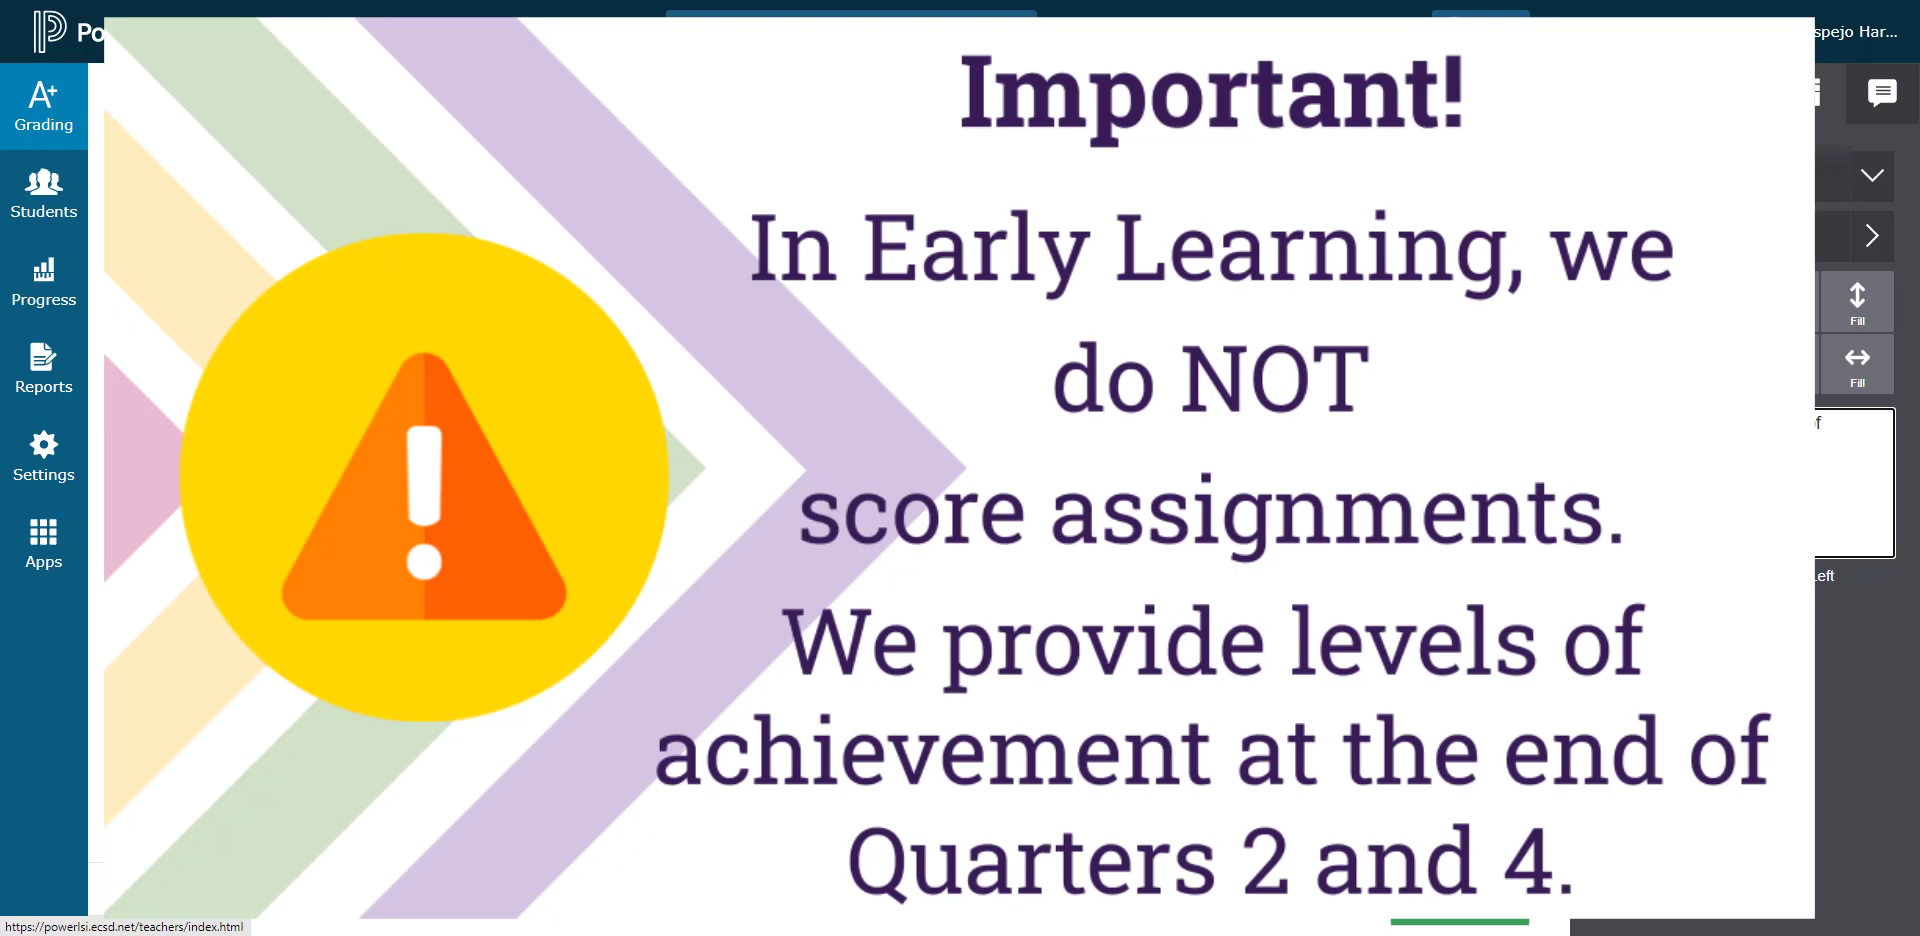 Po
spejo Har...
Grading
Students
Progress
Reports
Settings
Apps
Important!
In Early Learning, we
do NOT
score assignments.
We provide levels of
achievement at the end of
Quarters 2 and 4.
Fill
Fill
Left
https://powerlsi.ecsd.net/teachers/index.html